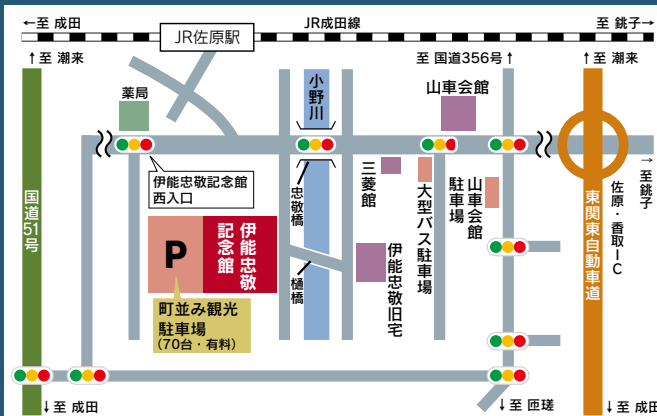 ←至 成田
JR佐原駅
JR成田線
至 銚子→
↑至 潮来
至 国道356号↑
↑至 潮来
薬局
小野川
山車会館
伊能忠敬記念館
西入口
忠敬橋
三菱館
大型バス駐車場
山車会館
駐車場
→至銚子
国道51号
P
伊能忠敬
記念館
樋橋
伊能忠敬旧宅
東関東自動車道
佐原・香取IC
町並み観光
駐車場
(70台・有料)
↓至 成田
↓至 匝瑳
↓至 成田